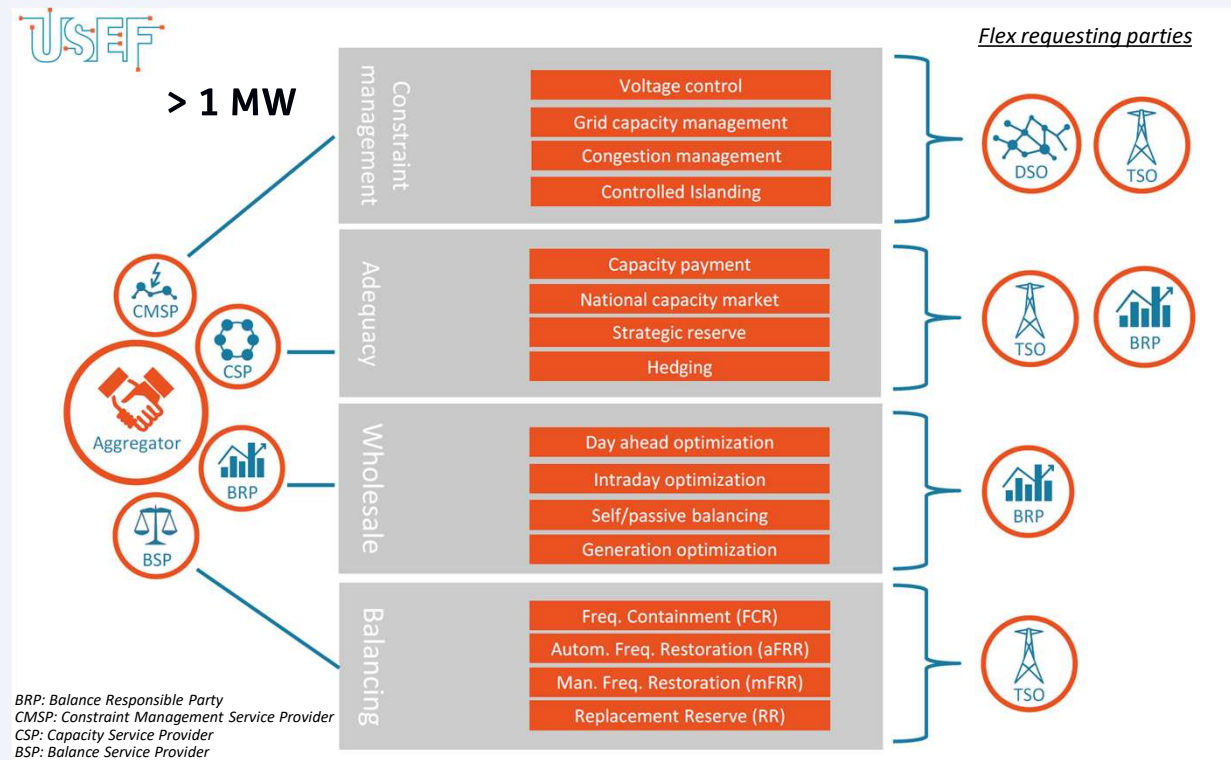 USEF
> 1 MW
Flex requesting parties
Constraint
management
Voltage control
Grid capacity management
Congestion management
Controlled Islanding
DSO
TSO
CMSP
CSP
Aggregator
BRP
BSP
Adequacy
Capacity payment
National capacity market
Strategic reserve
Hedging
TSO
BRP
Wholesale
Day ahead optimization
Intraday optimization
Self/passive balancing
Generation optimization
BRP
Balancing
Freq. Containment (FCR)
Autom. Freq. Restoration (aFRR)
Man. Freq. Restoration (mFRR)
Replacement Reserve (RR)
TSO
BRP: Balance Responsible Party
CMSP: Constraint Management Service Provider
CSP: Capacity Service Provider
BSP: Balance Service Provider